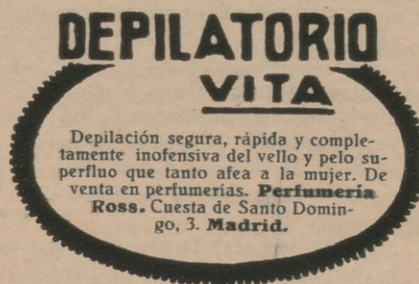 DEPILATORIO
VITA
Depilación segura, rápida y comple-
tamente inofensiva del vello y pelo su-
perfluo que tanto afea a la mujer. De
venta en perfumerías. Perfumería
Ross. Cuesta de Santo Domin-
go, 3. Madrid.